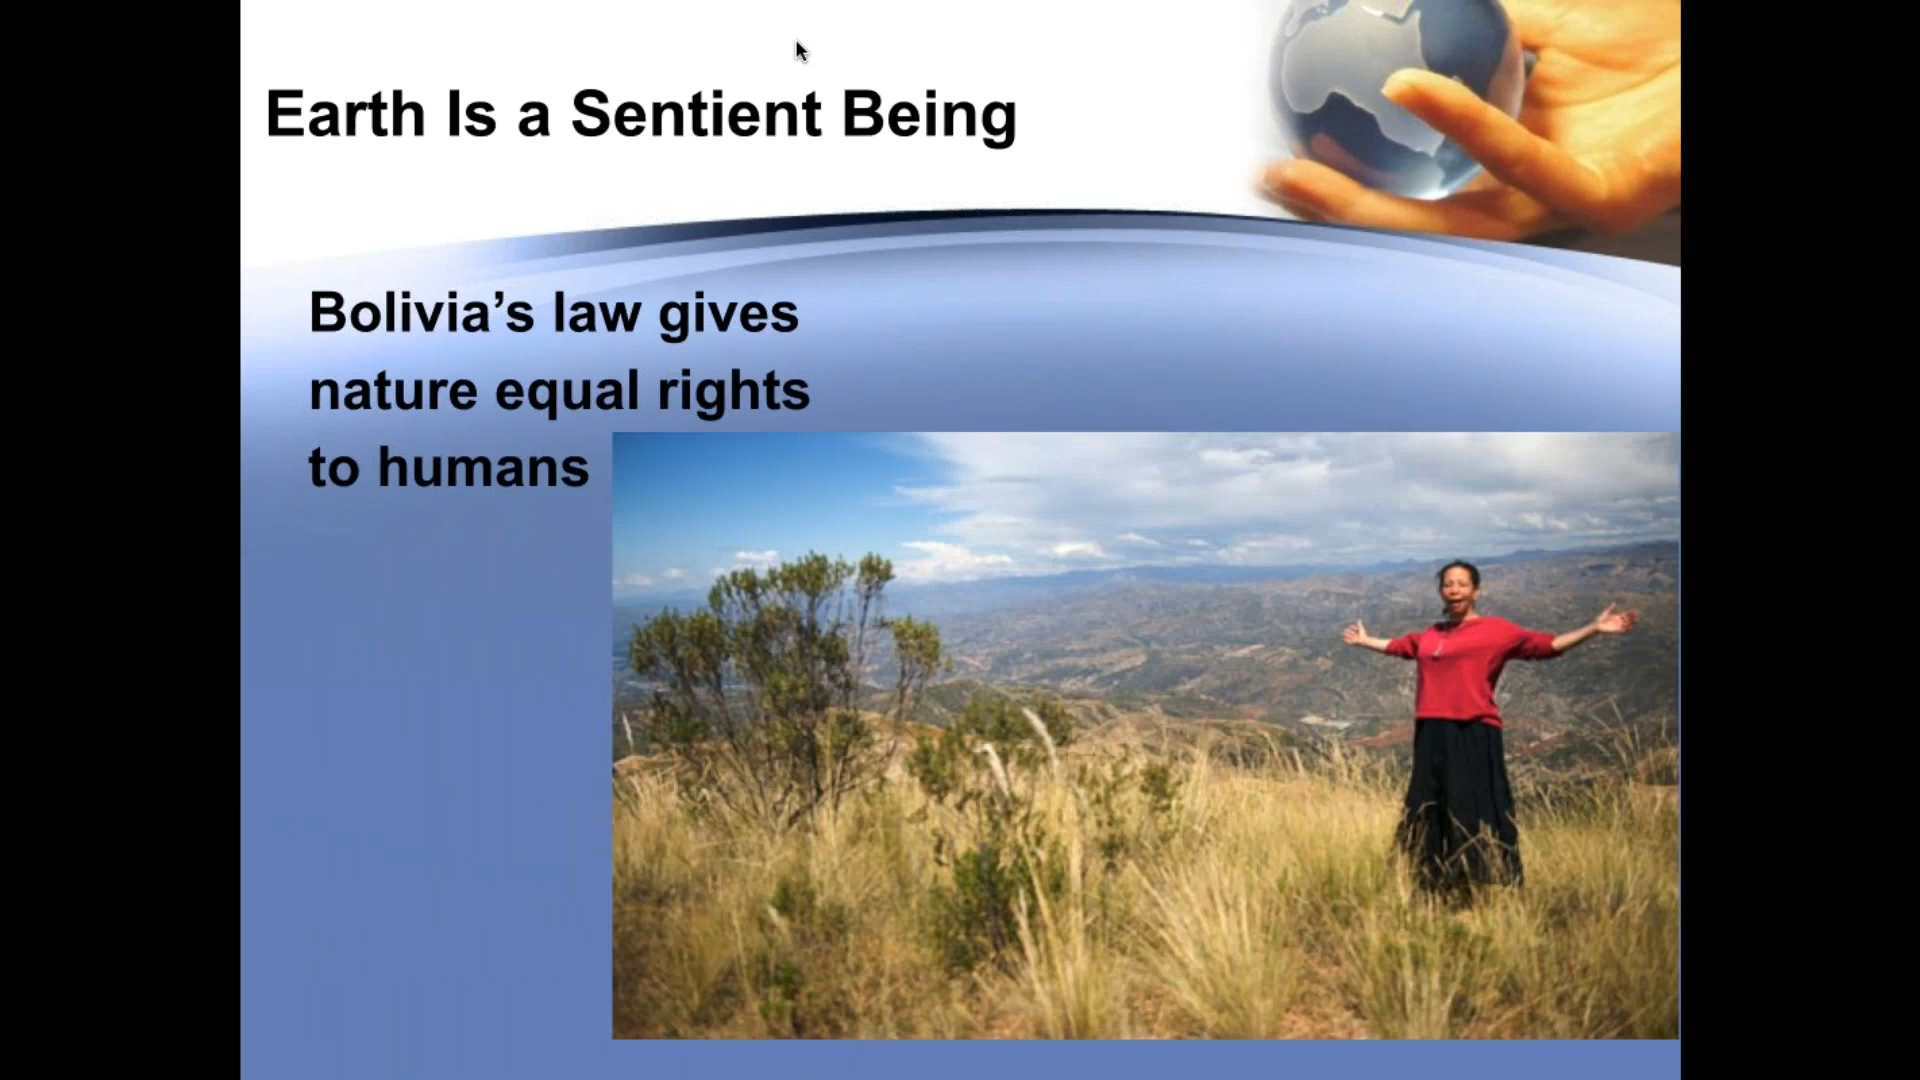 Earth Is a Sentient Being
Bolivia’s law gives
nature equal rights
to humans